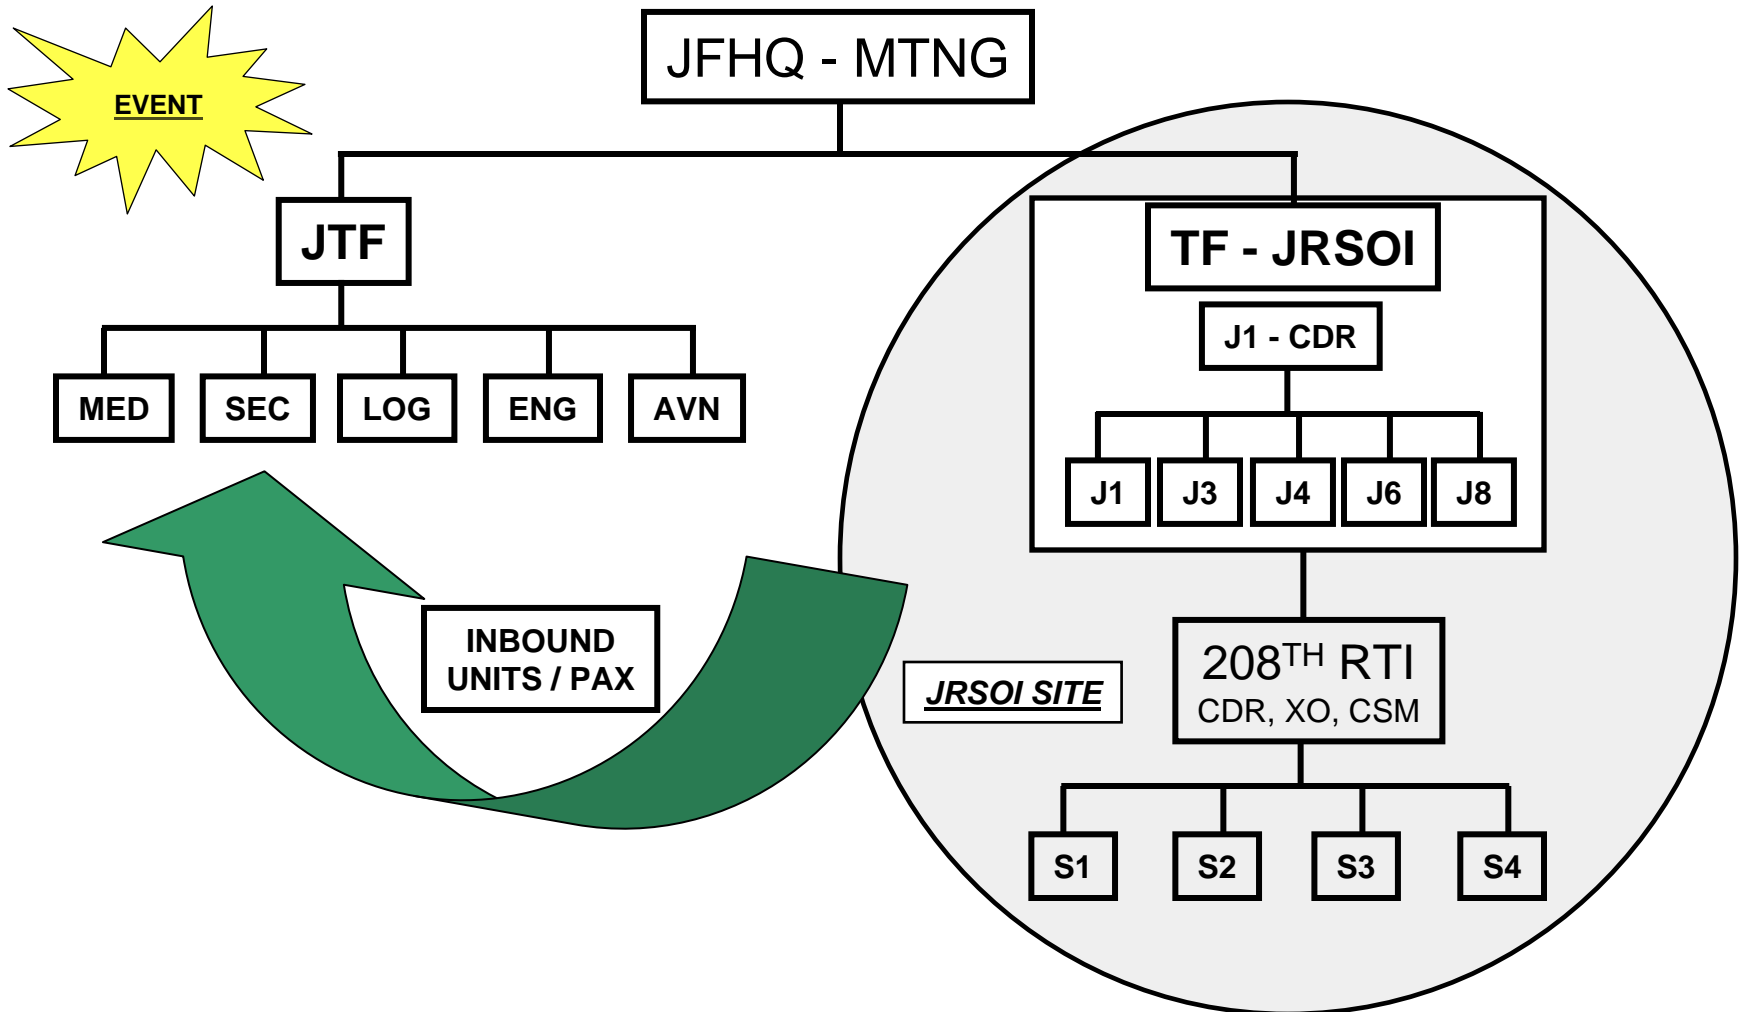 EVENT
JFHQ - MTNG
JTF
TF - JRSOI
J1 - CDR
MED
SEC
LOG
ENG
AVN
J1
J3
J4
J6
J8
INBOUND
UNITS / PAX
JRSOI SITE
208TH RTI
CDR, XO, CSM
S1
S2
S3
S4